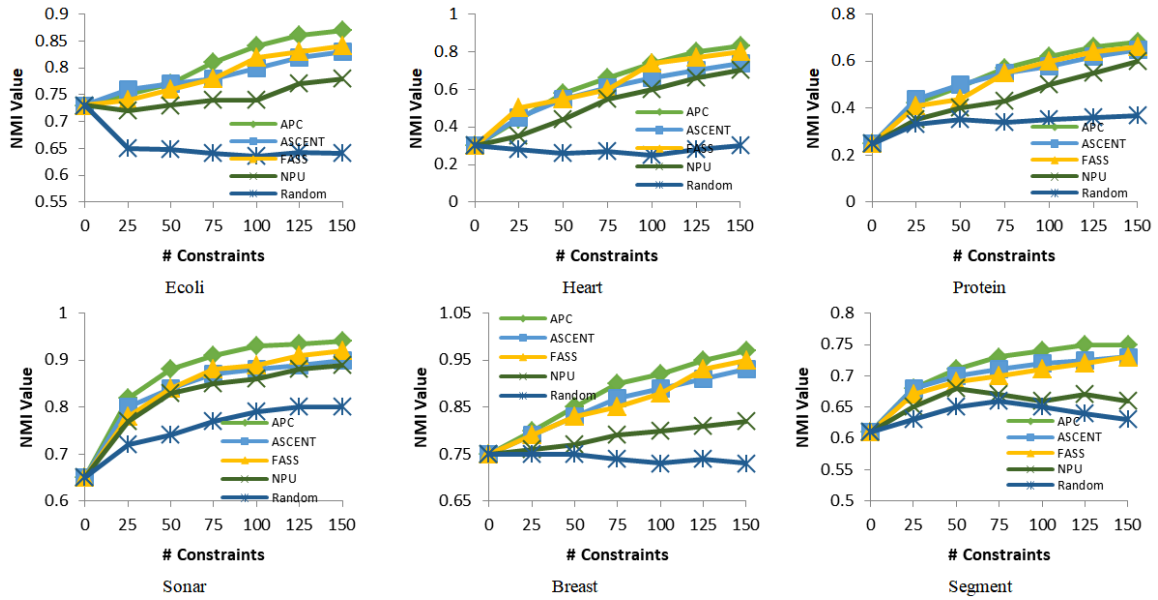 NMI Value
0.9
0.85
0.8
0.75
0.7
0.65
0.6
0.55
0 25 50 75 100 125 150
APC
ASCENT
FASS
NPU
Random
# Constraints
Ecoli
NMI Value
1
0.8
0.6
0.4
0.2
0
0 25 50 75 100 125 150
APC
ASCENT
FASS
NPU
Random
# Constraints
Heart
NMI Value
0.8
0.6
0.4
0.2
0
0 25 50 75 100 125 150
APC
ASCENT
FASS
NPU
Random
# Constraints
Protein
NMI Value
1
0.9
0.8
0.7
0.6
0 25 50 75 100 125 150
APC
ASCENT
FASS
NPU
Random
# Constraints
Sonar
NMI Value
1.05
0.95
0.85
0.75
0.65
0 25 50 75 100 125 150
APC
ASCENT
FASS
NPU
Random
# Constraints
Breast
NMI Value
0.8
0.75
0.7
0.65
0.6
0.55
0.5
0 25 50 75 100 125 150
APC
ASCENT
FASS
NPU
Random
# Constraints
Segment